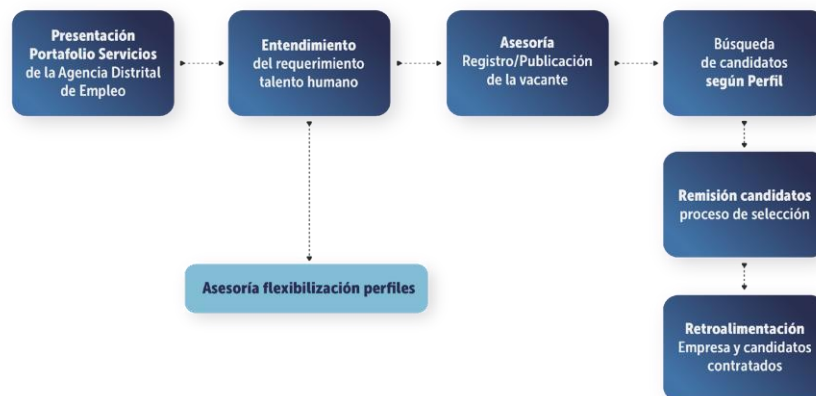 Presentación
Portafolio Servicios
de la Agencia Distrital
de Empleo
Entendimiento
del requerimiento
talento humano
Asesoría
Registro/Publicación
de la vacante
Búsqueda
de candidatos
según Perfil
Remisión candidatos
proceso de selección
Asesoría flexibilización perfiles
Retroalimentación
Empresa y candidatos
contratados